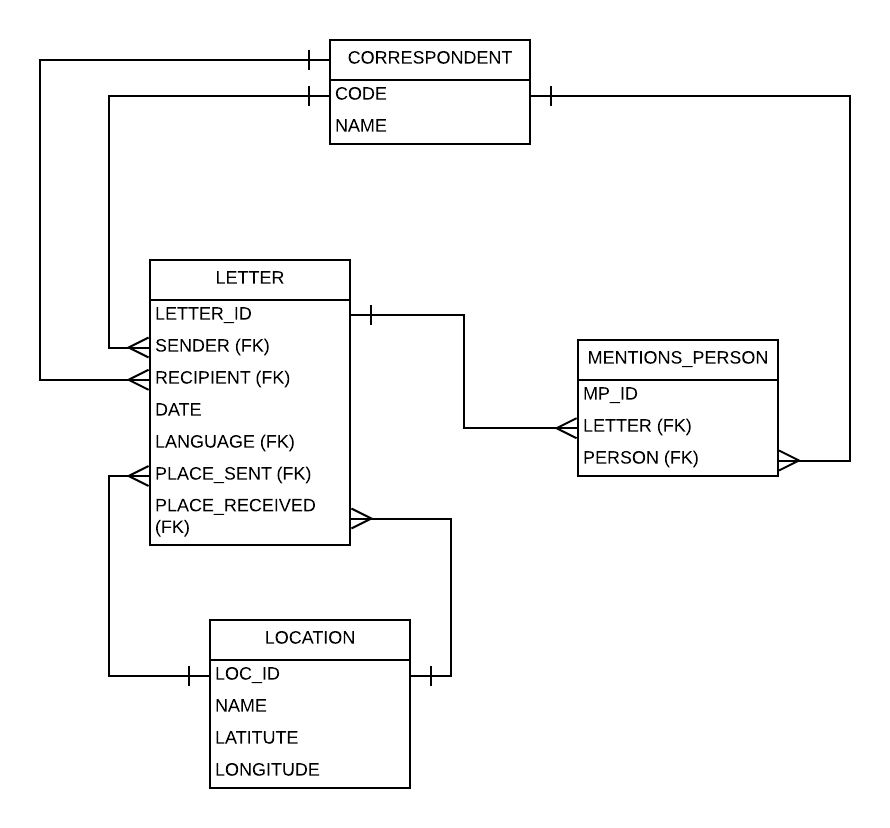 CORRESPONDENT
CODE
NAME
LETTER
LETTER_ID
SENDER (FK)
RECIPIENT (FK)
DATE
LANGUAGE (FK)
PLACE_SENT (FK)
PLACE_RECEIVED
(FK)
MENTIONS_PERSON
MP_ID
LETTER (FK)
PERSON (FK)
LOCATION
LOC_ID
NAME
LATITUTE
LONGITUDE